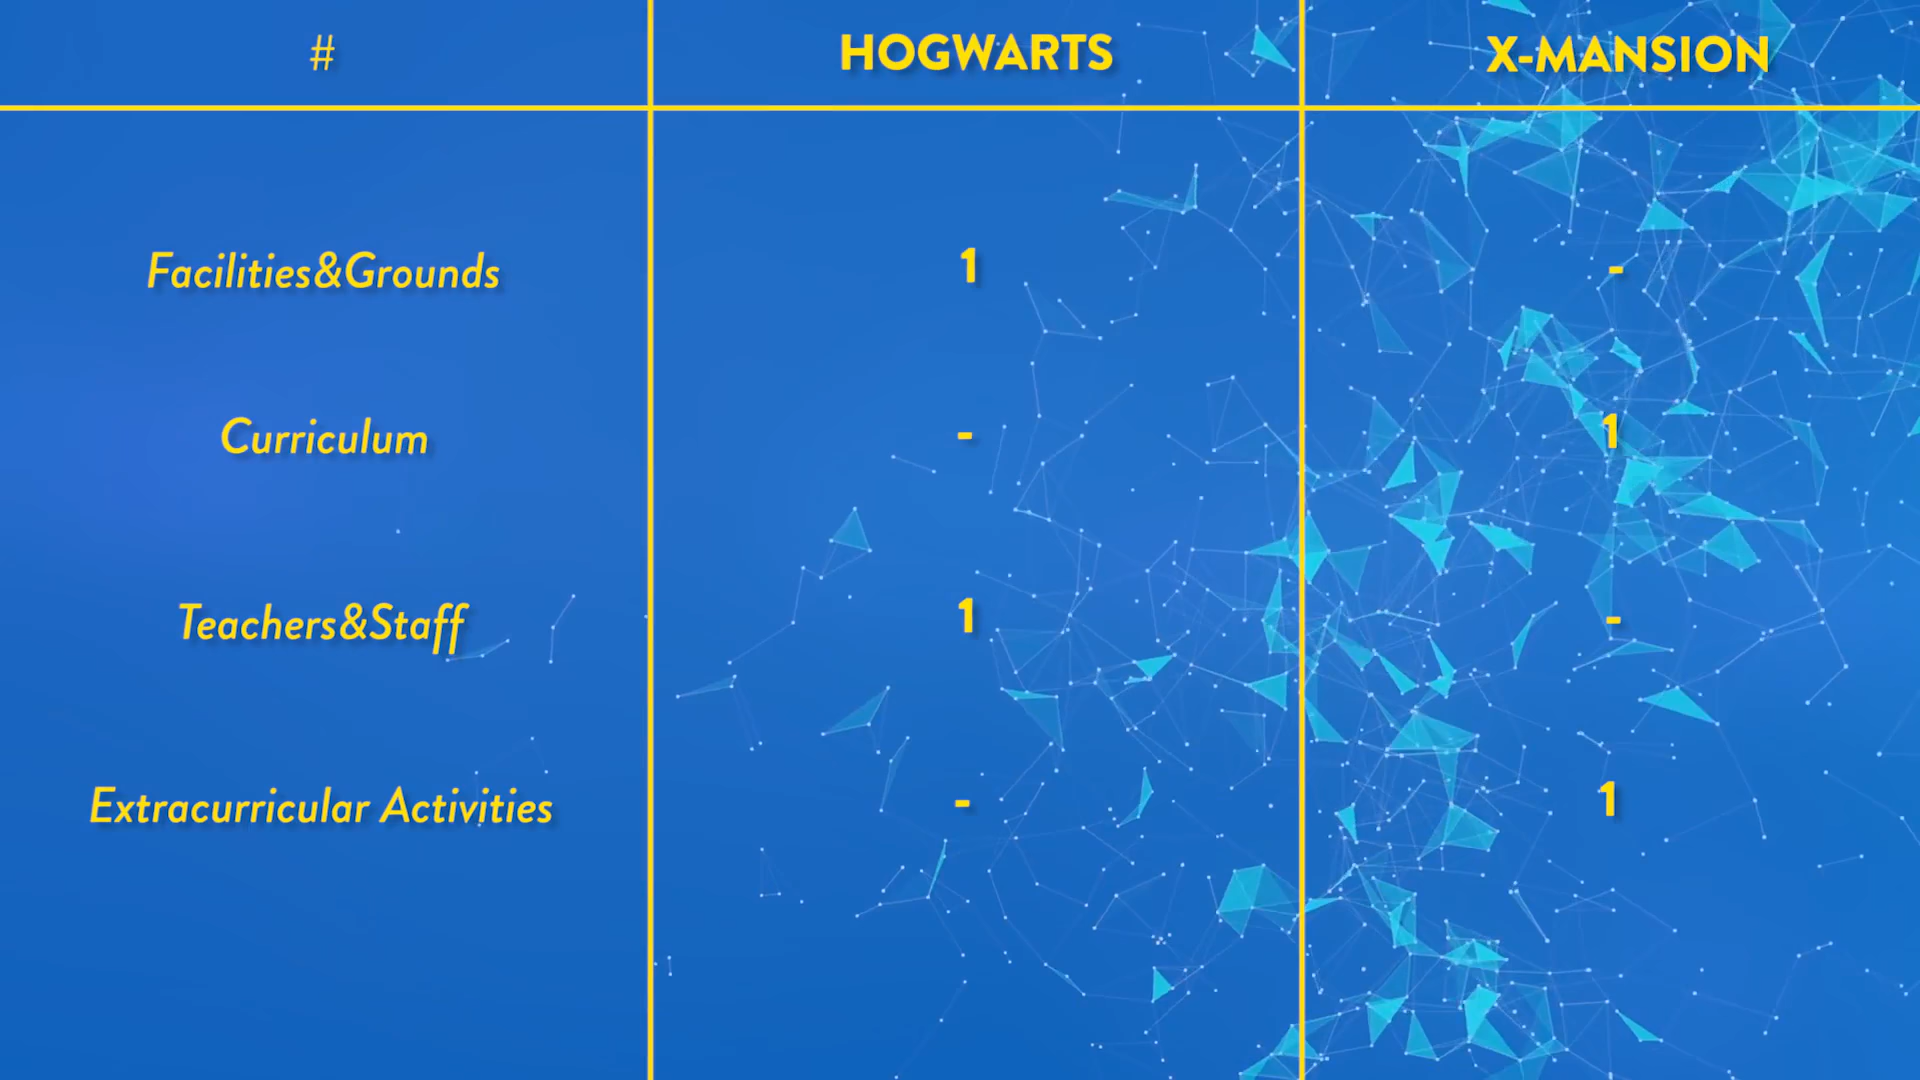 # HOGWARTS X-MANSION
Facilities&Grounds 1 -
Curriculum - 1
Teachers&Staff 1 -
Extracurricular Activities - 1